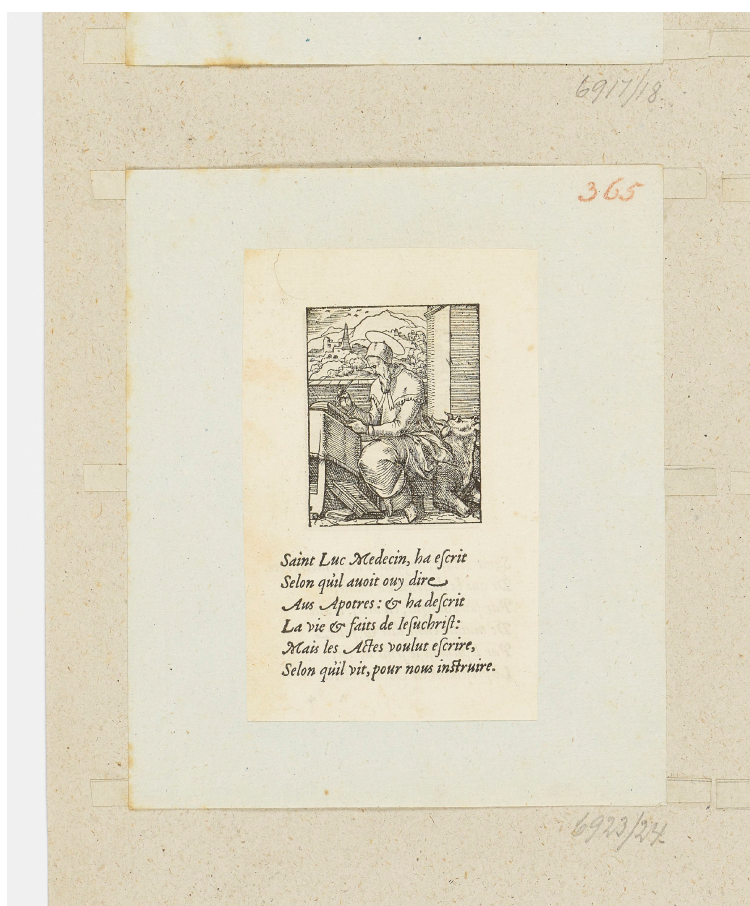 6917/18
365
Saint Luc Medecin, ha eſcrit
Selon qu'il auoit ouy dire
Aus Apotres: & ha deſcrit
La vie & faits de Ieſuchriſt:
Mais les Actes voulut eſcrire,
Selon qu'il vit, pour nous inſtruire.
6923/24